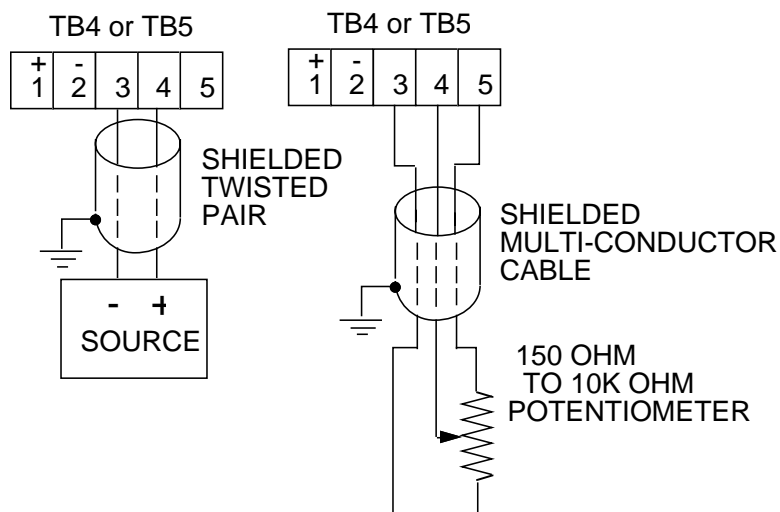 TB4 or TB5
+ -
1 2 3 4 5
SHIELDED
TWISTED
PAIR
- +
SOURCE
TB4 or TB5
+ -
1 2 3 4 5
SHIELDED
MULTI-CONDUCTOR
CABLE
150 OHM
TO 10K OHM
POTENTIOMETER